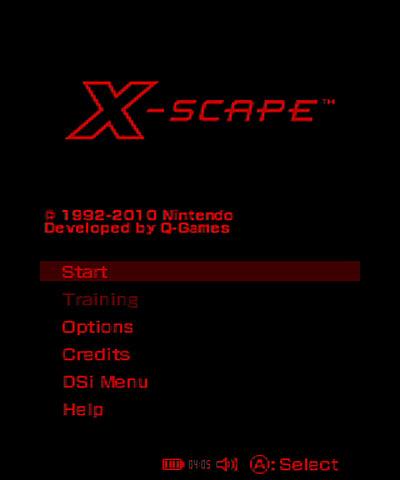 X-SCAPE™
© 1992-2010 Nintendo
Developed by Q-Games
Start
Training
Options
Credits
DSi Menu
Help
04:05 Ⓐ: Select